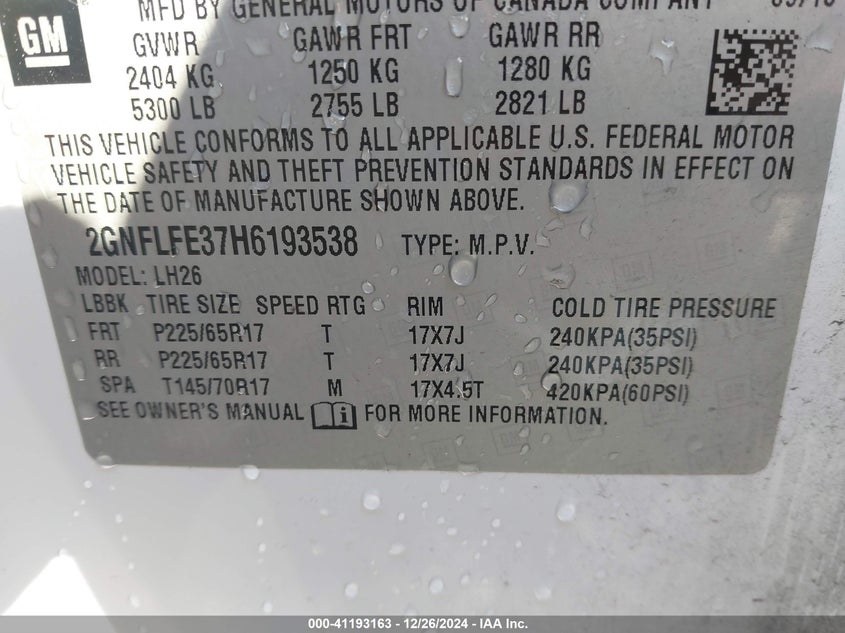 GM
MFD BY GENERAL MOTORS OF CANADA COMPANY
GVWR GAWR FRT GAWR RR
2404 KG 1250 KG 1280 KG
5300 LB 2755 LB 2821 LB
THIS VEHICLE CONFORMS TO ALL APPLICABLE U.S. FEDERAL MOTOR
VEHICLE SAFETY AND THEFT PREVENTION STANDARDS IN EFFECT ON
THE DATE OF MANUFACTURE SHOWN ABOVE.
2GNFLFE37H6193538 TYPE: M.P.V.
MODEL: LH26
LBBK TIRE SIZE SPEED RTG RIM COLD TIRE PRESSURE
FRT P225/65R17 T 17X7J 240KPA(35PSI)
RR P225/65R17 T 17X7J 240KPA(35PSI)
SPA T145/70R17 M 17X4.5T 420KPA(60PSI)
SEE OWNER'S MANUAL FOR MORE INFORMATION.
000-41193163 - 12/26/2024 - IAA Inc.